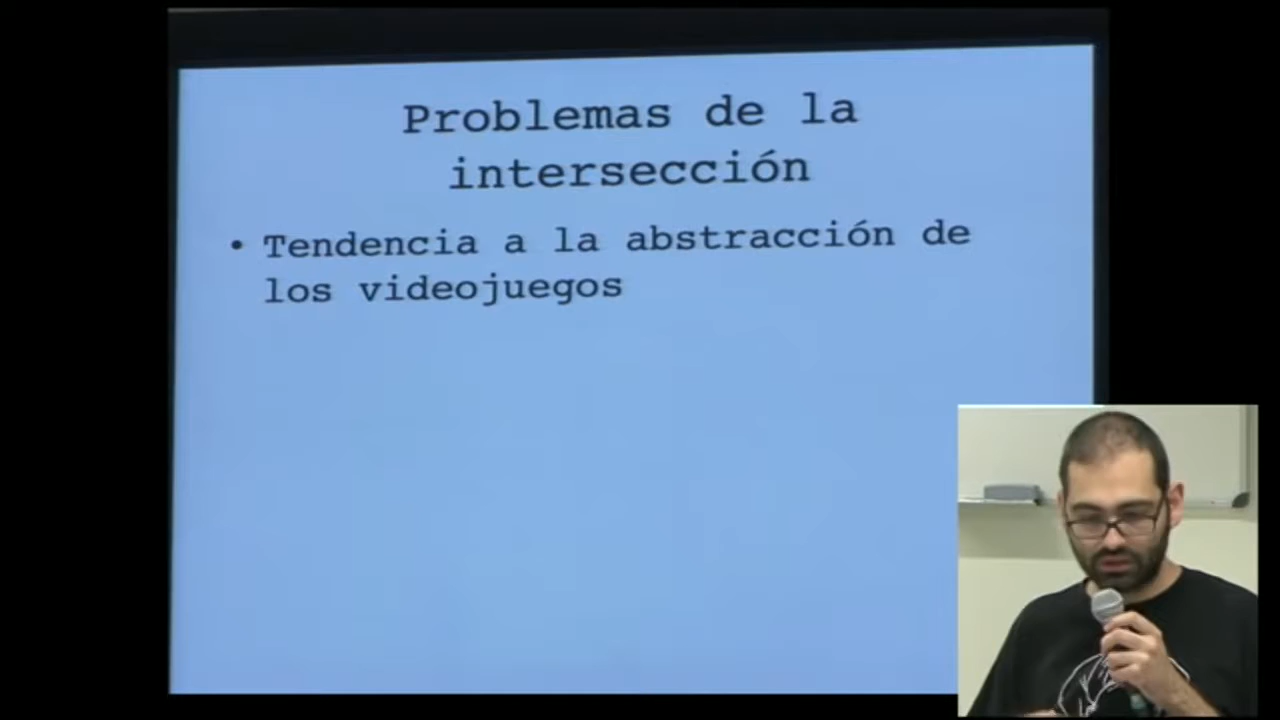 Problemas de la
intersección
• Tendencia a la abstracción de
los videojuegos